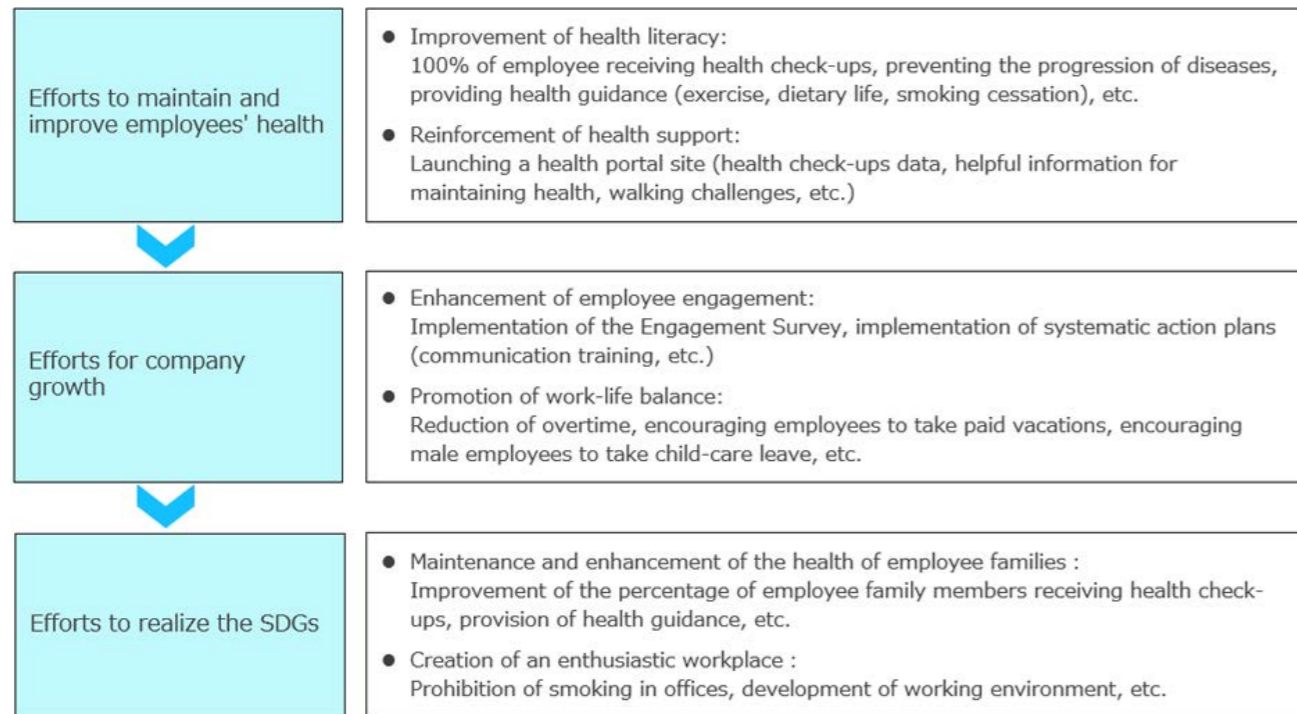 Efforts to maintain and
improve employees' health
● Improvement of health literacy:
100% of employee receiving health check-ups, preventing the progression of diseases,
providing health guidance (exercise, dietary life, smoking cessation), etc.
● Reinforcement of health support:
Launching a health portal site (health check-ups data, helpful information for
maintaining health, walking challenges, etc.)
Efforts for company
growth
● Enhancement of employee engagement:
Implementation of the Engagement Survey, implementation of systematic action plans
(communication training, etc.)
● Promotion of work-life balance:
Reduction of overtime, encouraging employees to take paid vacations, encouraging
male employees to take child-care leave, etc.
Efforts to realize the SDGs
● Maintenance and enhancement of the health of employee families :
Improvement of the percentage of employee family members receiving health check-
ups, provision of health guidance, etc.
● Creation of an enthusiastic workplace :
Prohibition of smoking in offices, development of working environment, etc.